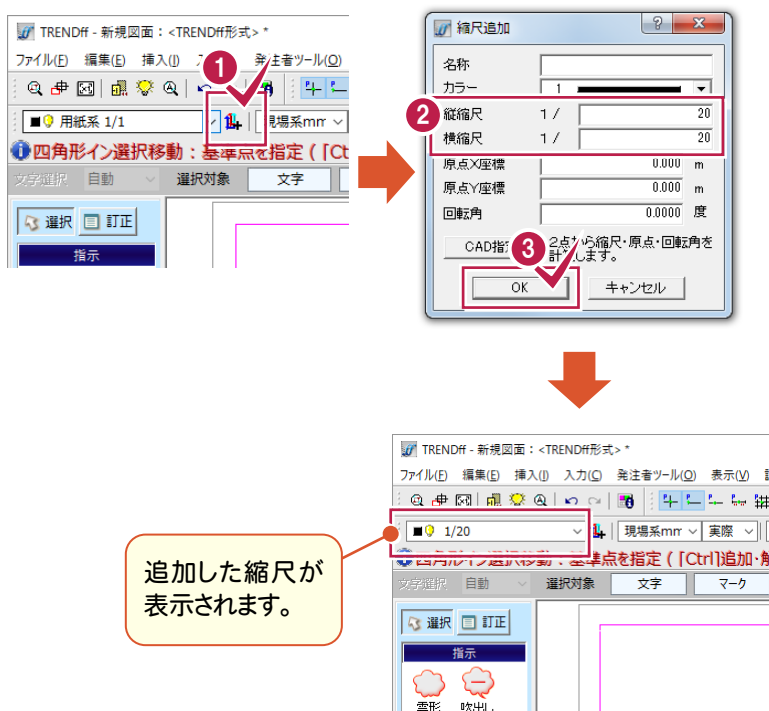 TRENDff - 新規図面：<TRENDff形式> *
ファイル(F) 編集(E) 挿入(I) 発注者ツール(O)
1
用紙系 1/1
現場系mm
四角形イン選択移動：基準点を指定 ( [Ct
文字選択 自動 選択対象 文字
選択 訂正
指示
縮尺追加
名称
カラー 1
2
縦縮尺 1 / 20
横縮尺 1 / 20
原点X座標 0.000 m
原点Y座標 0.000 m
回転角 0.0000 度
CAD指
3
2点から縮尺・原点・回転角を
計算します。
OK キャンセル
TRENDff - 新規図面：<TRENDff形式> *
ファイル(F) 編集(E) 挿入(I) 入力(C) 発注者ツール(O) 表示(V)
1/20 現場系mm 実際
四角形イン選択移動：基準点を指定 ( [Ctrl]追加・解
文字選択 自動 選択対象 文字 マーク
選択 訂正
指示
雲形 吹出し
追加した縮尺が
表示されます。